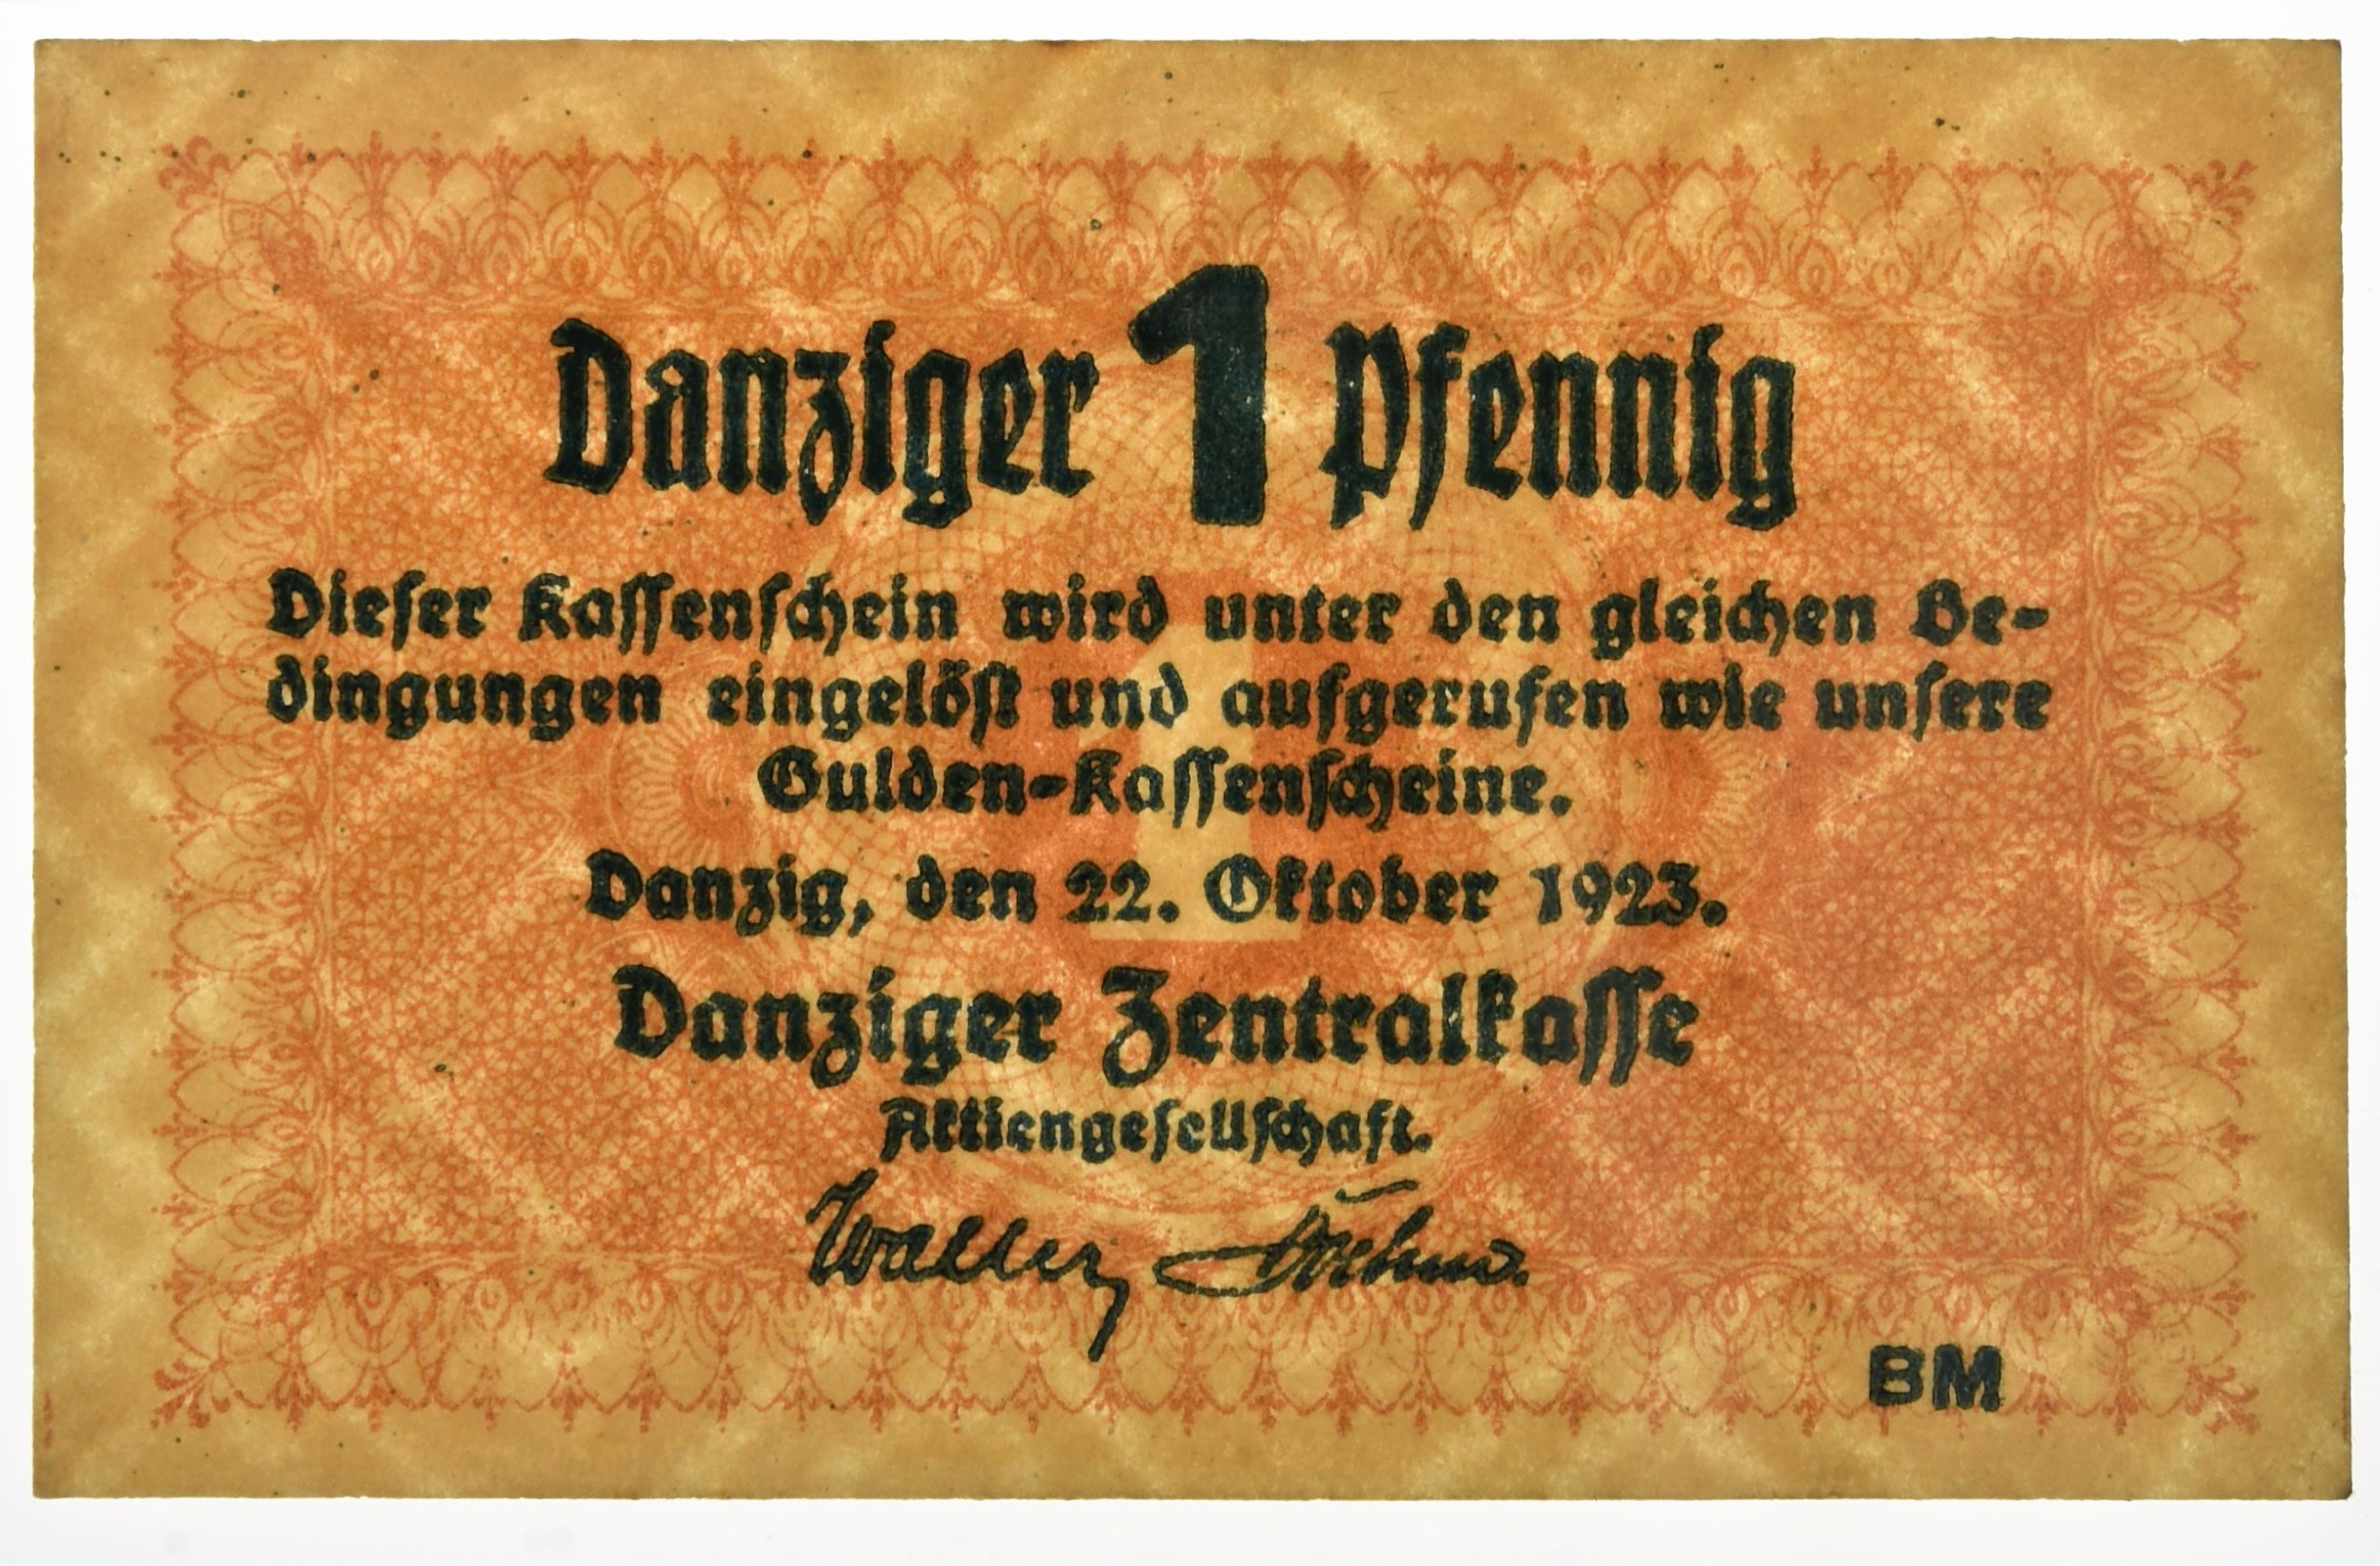 Danziger 1 Pfennig
Dieser Kassenschein wird unter den gleichen Be-
dingungen eingelöst und aufgerufen wie unsere
Gulden-Kassenscheine.
Danzig, den 22. Oktober 1923.
Danziger Zentralkasse
Aktiengesellschaft.
BM